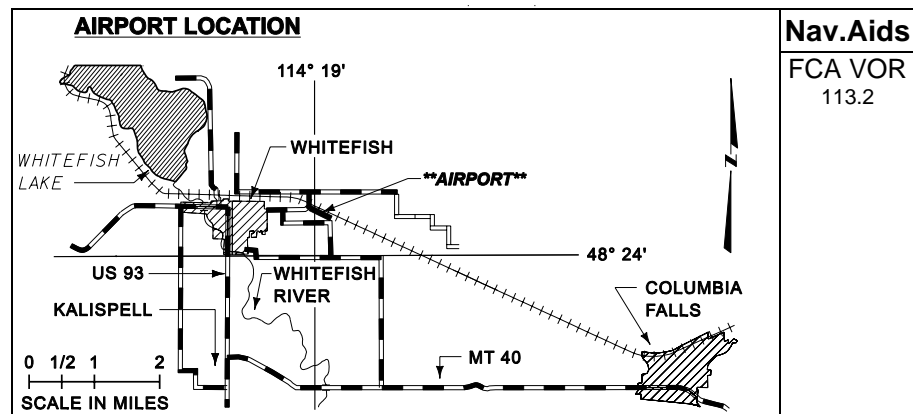 AIRPORT LOCATION
Nav.Aids
FCA VOR
113.2
114° 19'
WHITEFISH
WHITEFISH
LAKE
**AIRPORT**
N
48° 24'
US 93
WHITEFISH
RIVER
COLUMBIA
FALLS
KALISPELL
MT 40
0 1/2 1 2
SCALE IN MILES